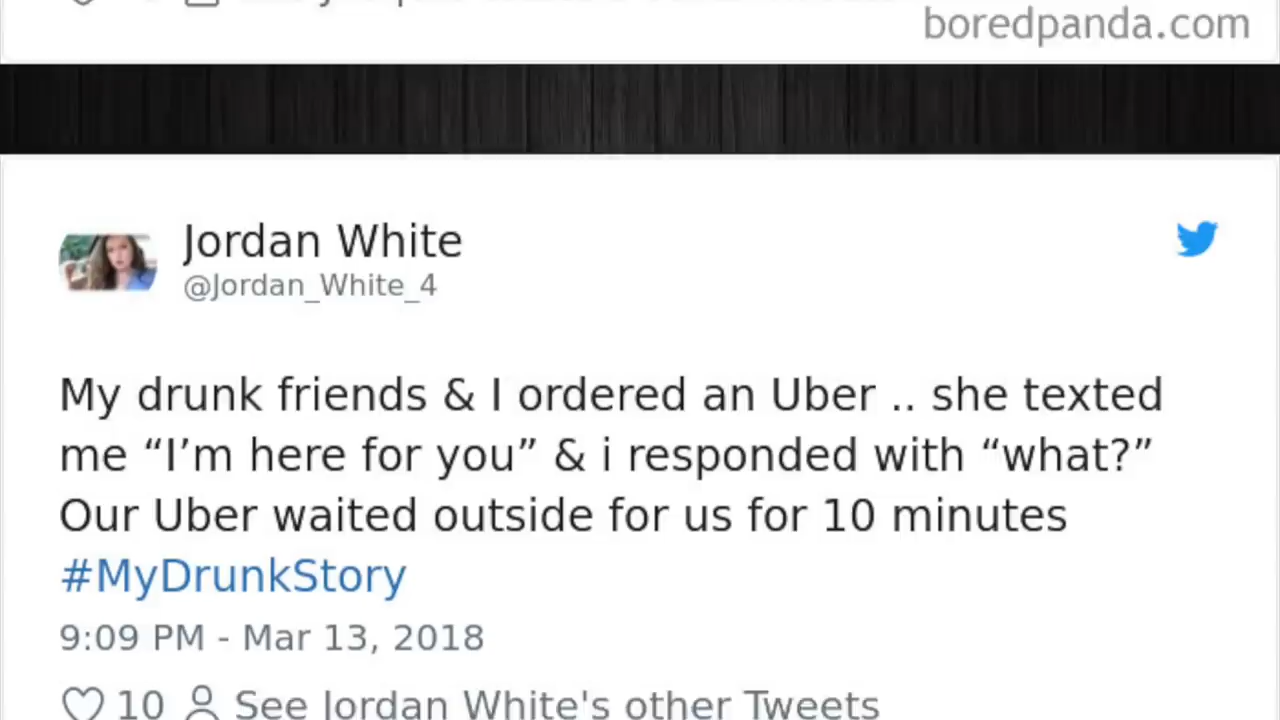 boredpanda.com
Jordan White
@Jordan_White_4
My drunk friends & I ordered an Uber .. she texted
me “I’m here for you” & i responded with “what?”
Our Uber waited outside for us for 10 minutes
#MyDrunkStory
9:09 PM - Mar 13, 2018
10 See Jordan White's other Tweets